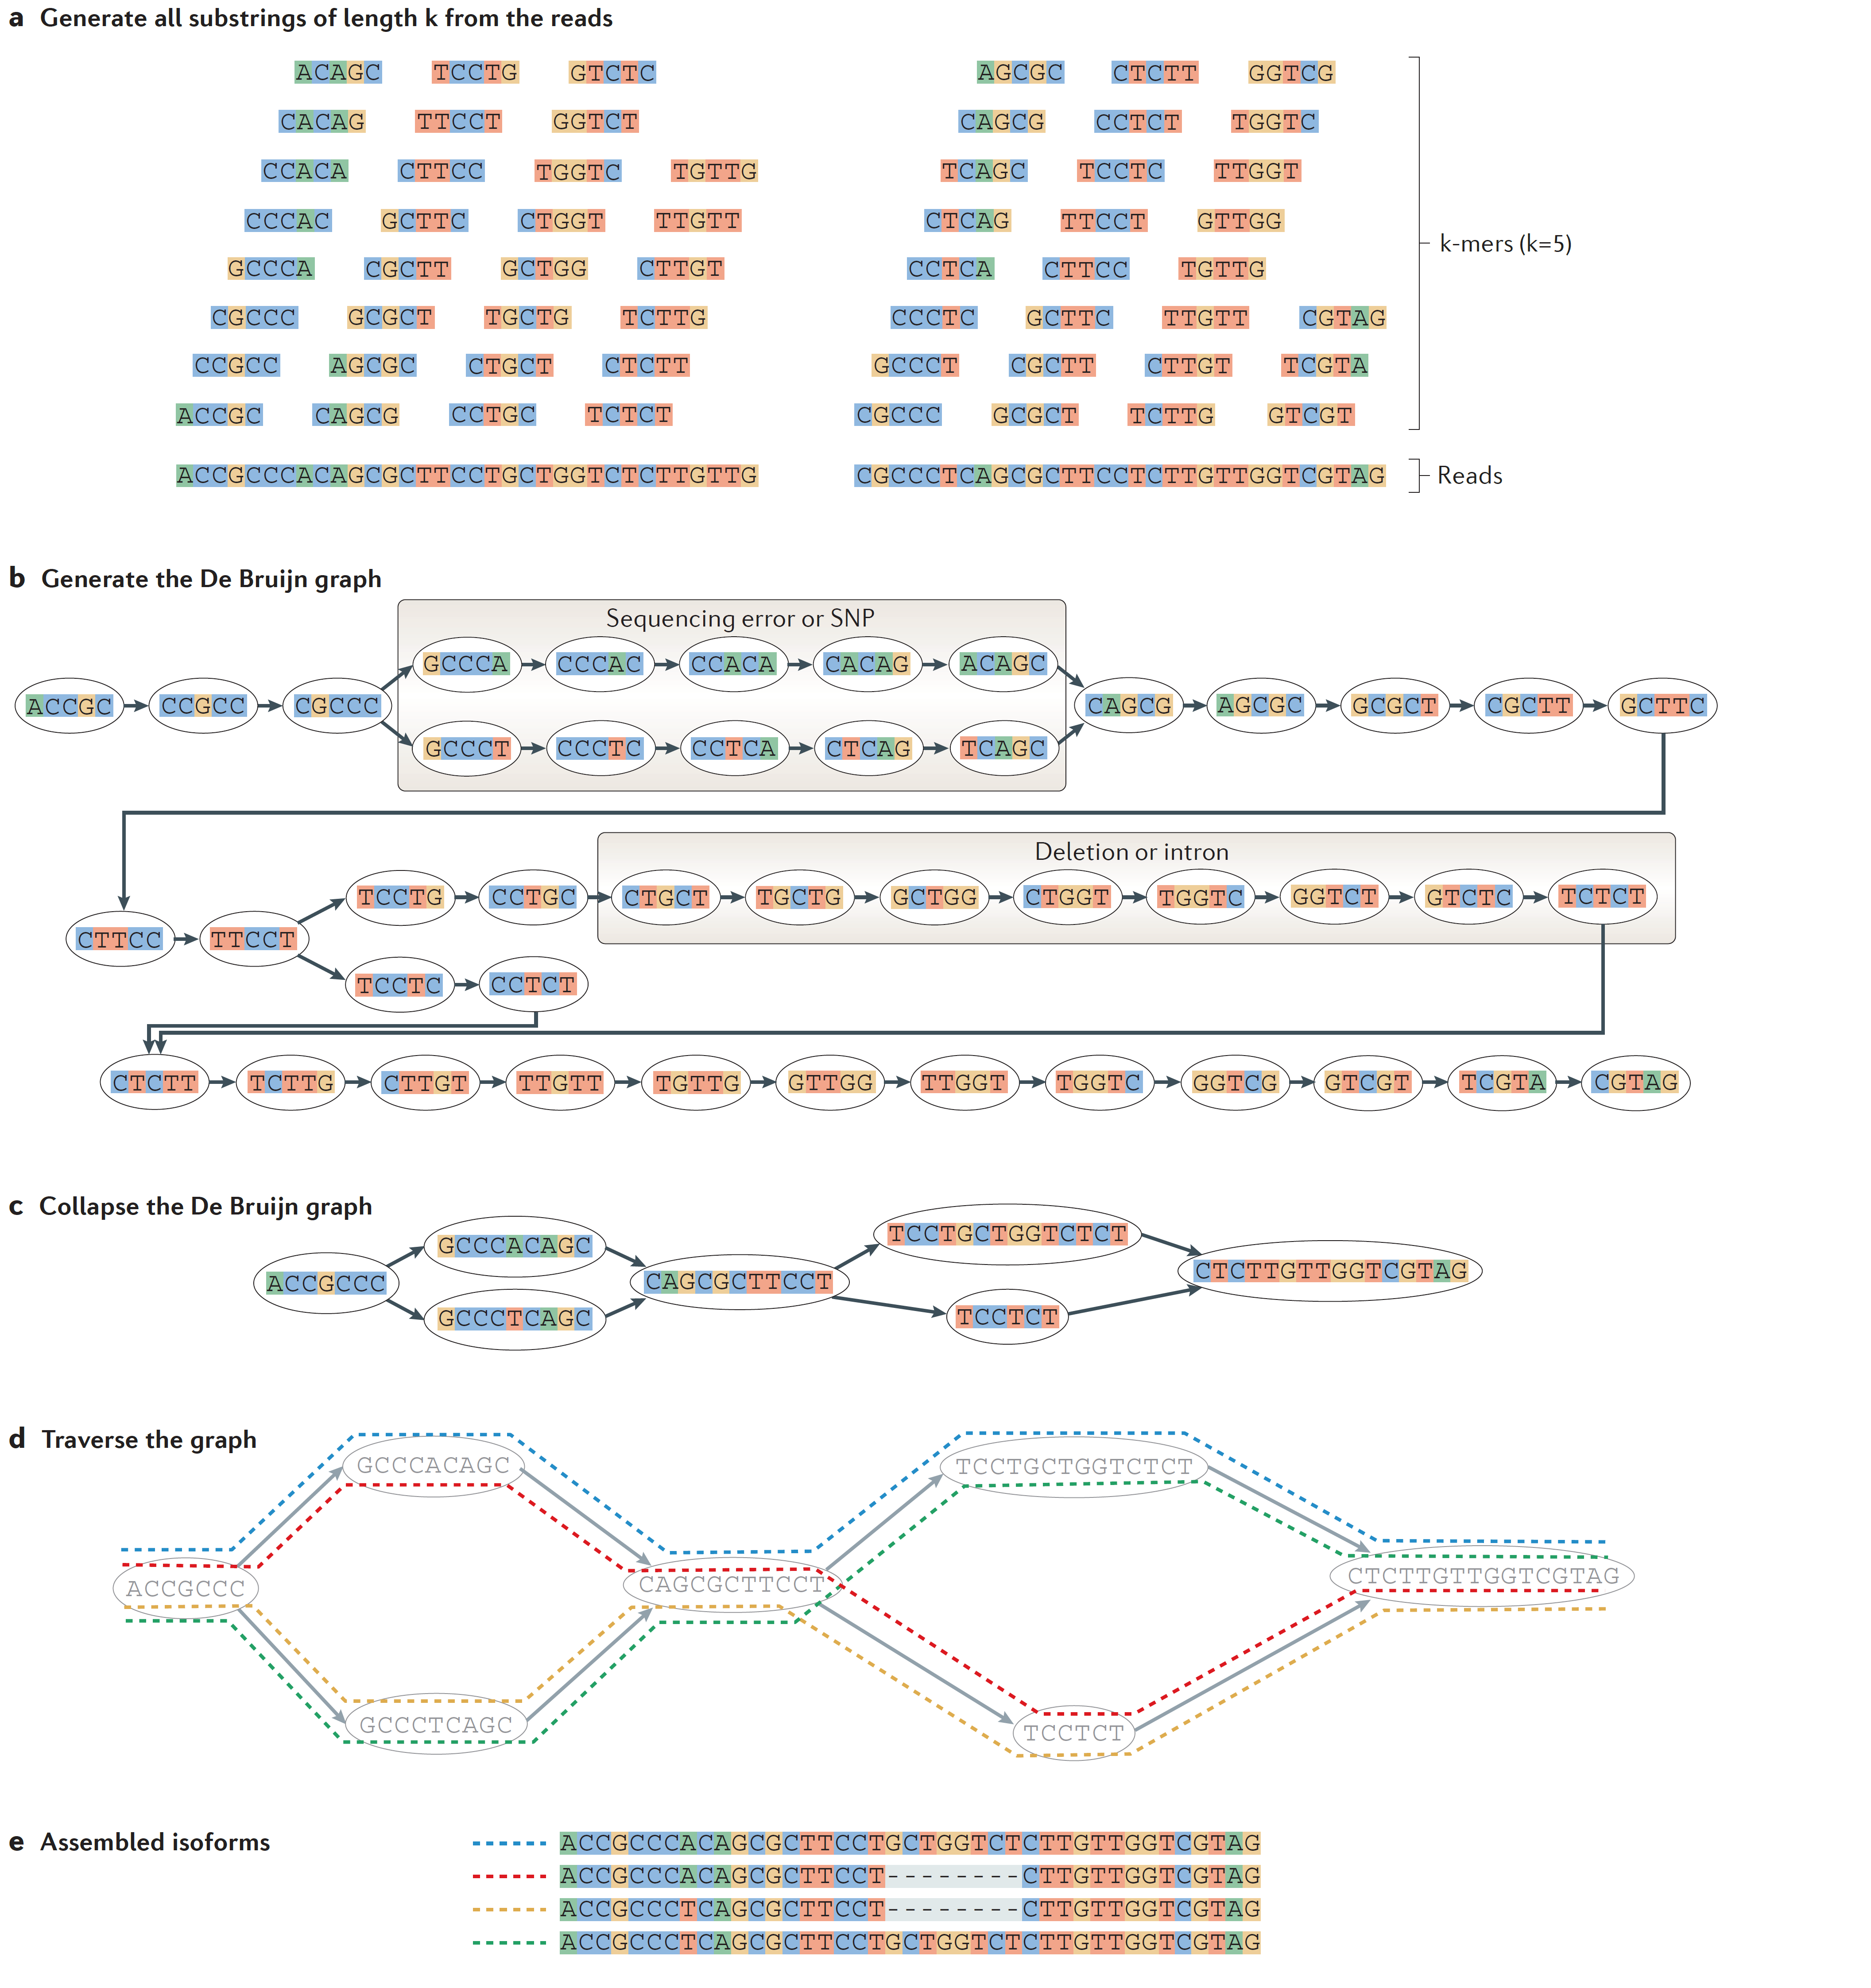 a Generate all substrings of length k from the reads
ACAGC TCCTG GTCTC AGCGC CTCTT GGTCG
CACAG TTCCT GGTCT CAGCG CCTCT TGGTC
CCACA CTTCC TGGTC TGTTG TCAGC TCCTC TTGGT
CCCAC GCTTC CTGGT TTGTT CTCAG TTCCT GTTGG
GCCCA CGCTT GCTGG CTTGT CCTCA CTTCC TGTTG
k-mers (k=5)
CGCCC GCGCT TGCTG TCTTG CCCTC GCTTC TTGTT CGTAG
CCGCC AGCGC CTGCT CTCTT GCCCT CGCTT CTTGT TCGTA
ACCGC CAGCG CCTGC TCTCT CGCCC GCGCT TCTTG GTCGT
ACCGCCCACAGCGCTTCCTGCTGGTCTCTTGTTG CGCCCTCAGCGCTTCCTCTTGTTGGTCGTAG Reads
b Generate the De Bruijn graph
Sequencing error or SNP
GCCCA CCCAC CCACA CACAG ACAGC
ACCGC CCGCC CGCCC CAGCG AGCGC GCGCT CGCTT GCTTC
GCCCT CCCTC CCTCA CTCAG TCAGC
Deletion or intron
TCCTG CCTGC CTGCT TGCTG GCTGG CTGGT TGGTC GGTCT GTCTC TCTCT
CTTCC TTCCT
TCCTC CCTCT
CTCTT TCTTG CTTGT TTGTT TGTTG GTTGG TTGGT TGGTC GGTCG GTCGT TCGTA CGTAG
c Collapse the De Bruijn graph
TCCTGCTGGTCTCT
GCCCACAGC
CTCTTGTTGGTCGTAG
ACCGCCC CAGCGCTTCCT
GCCCTCAGC TCCTCT
d Traverse the graph
GCCCACAGC TCCTGCTGGTCTCT
ACCGCCC CAGCGCTTCCT CTCTTGTTGGTCGTAG
GCCCTCAGC TCCTCT
e Assembled isoforms
ACCGCCCACAGCGCTTCCTGCTGGTCTCTTGTTGGTCGTAG
ACCGCCCACAGCGCTTCCT--------CTTGTTGGTCGTAG
ACCGCCCTCAGCGCTTCCT--------CTTGTTGGTCGTAG
ACCGCCCTCAGCGCTTCCTGCTGGTCTCTTGTTGGTCGTAG